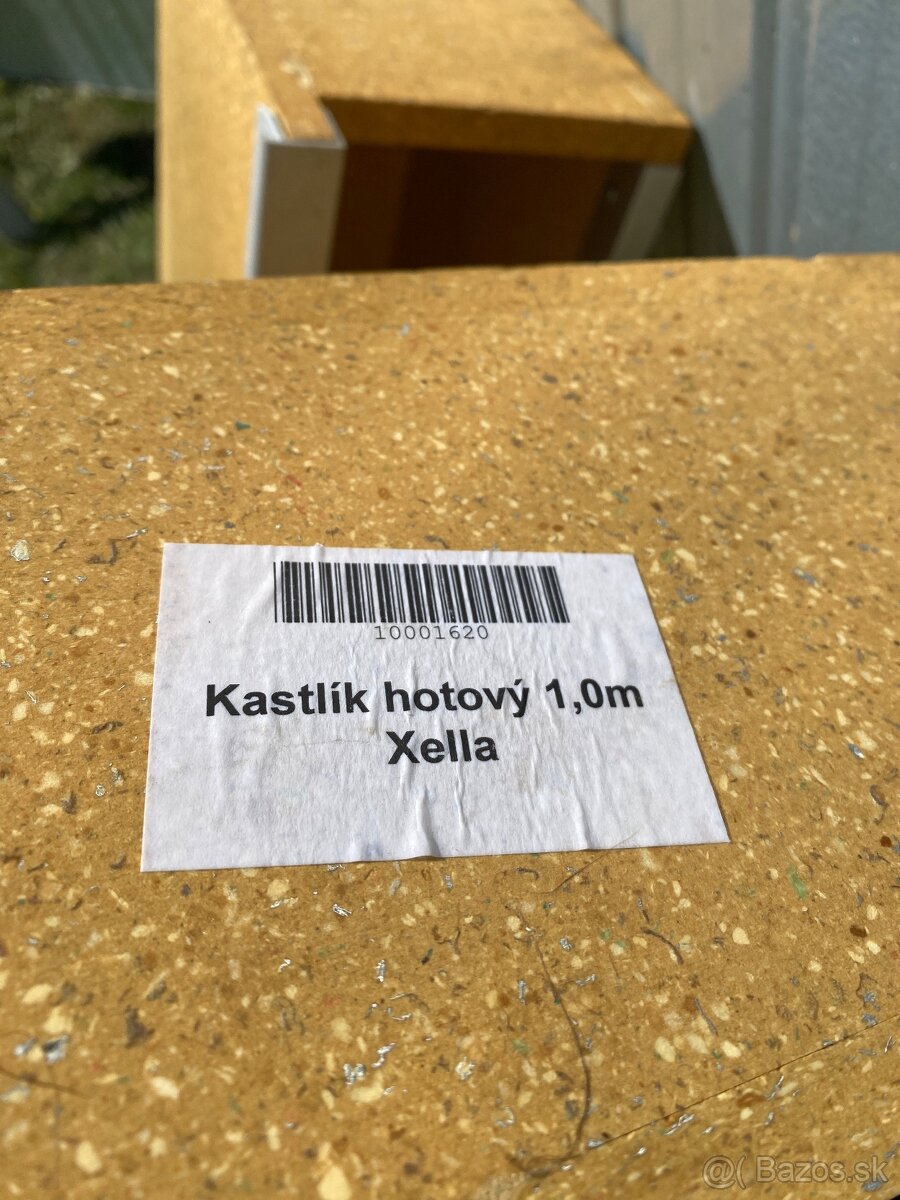 10001620
Kastlík hotový 1,0m
Xella
@( Bazos.sk